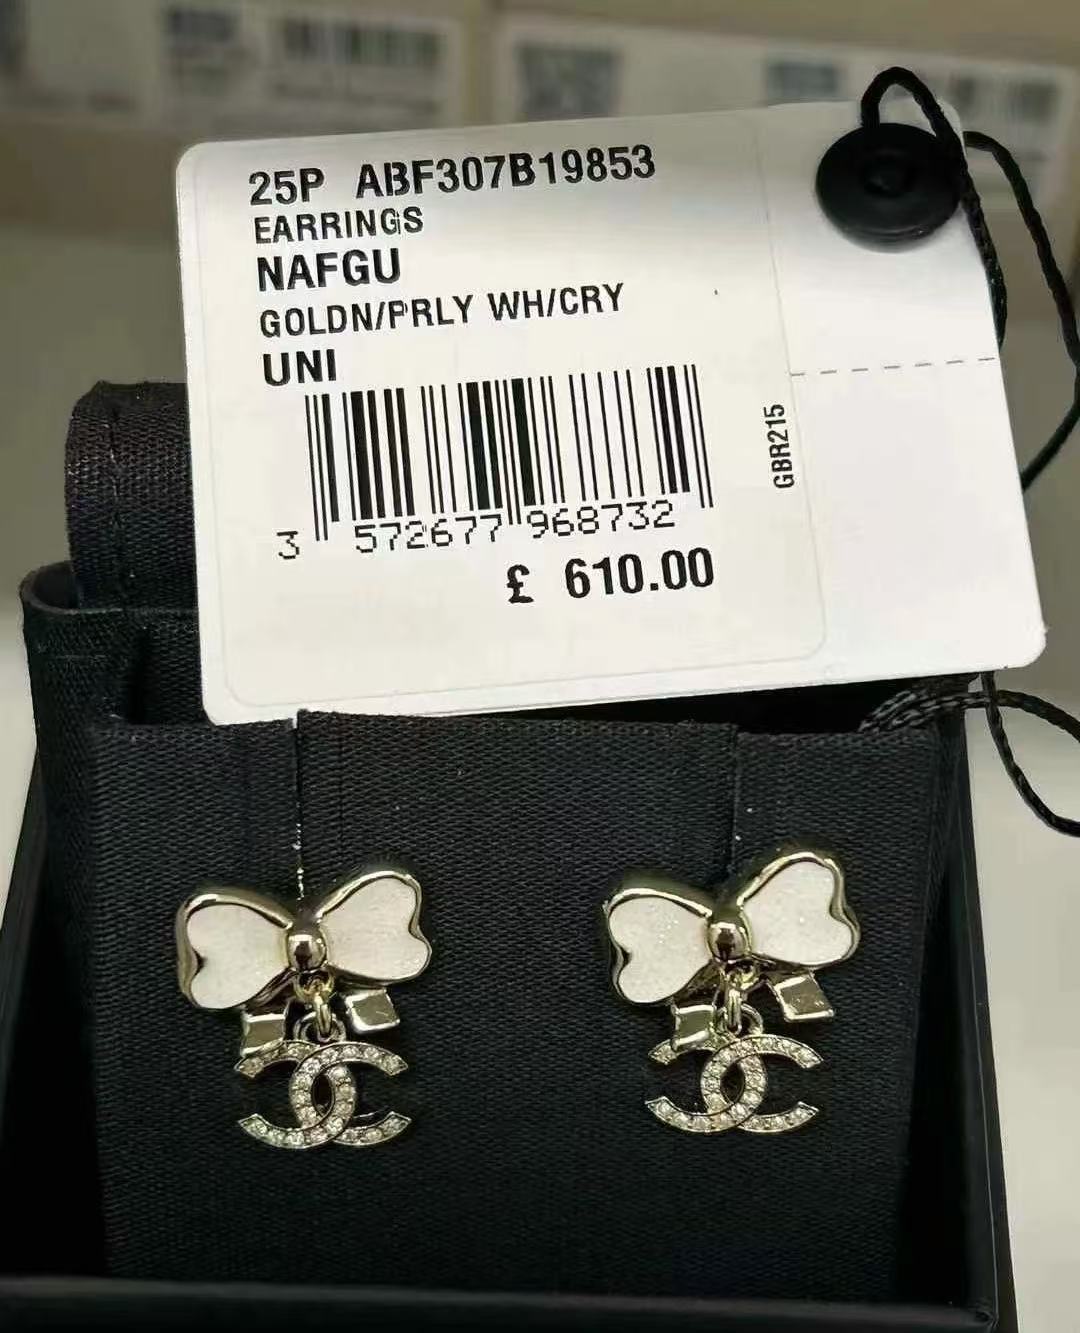 25P ABF307B19853
EARRINGS
NAFGU
GOLDN/PRLY WH/CRY
UNI
3 572677 968732
£ 610.00
GBR215